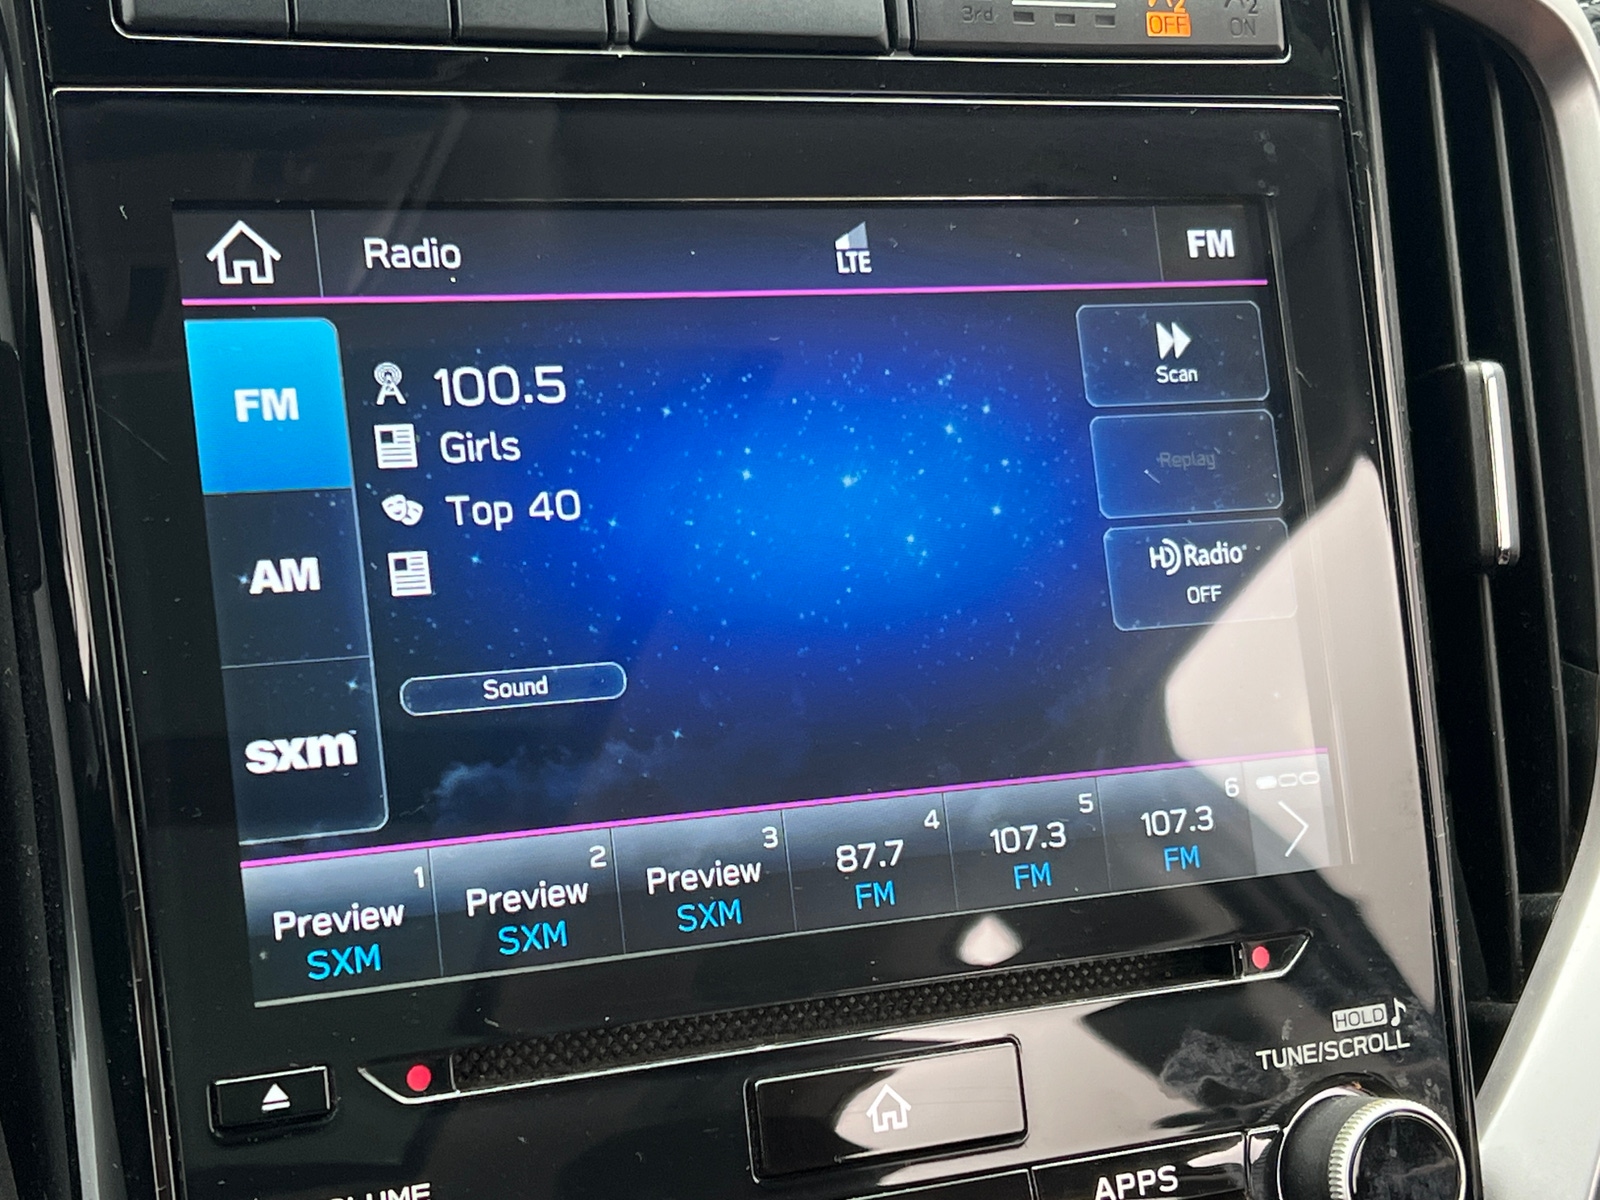 3rd
2
OFF
2
ON
Radio
LTE
FM
FM
100.5
Scan
Girls
Replay
Top 40
AM
HD Radio
OFF
Sound
sxm
1
2
3
4
5
6
Preview
Preview
Preview
87.7
107.3
107.3
SXM
SXM
SXM
FM
FM
FM
HOLD
TUNE/SCROLL
APPS